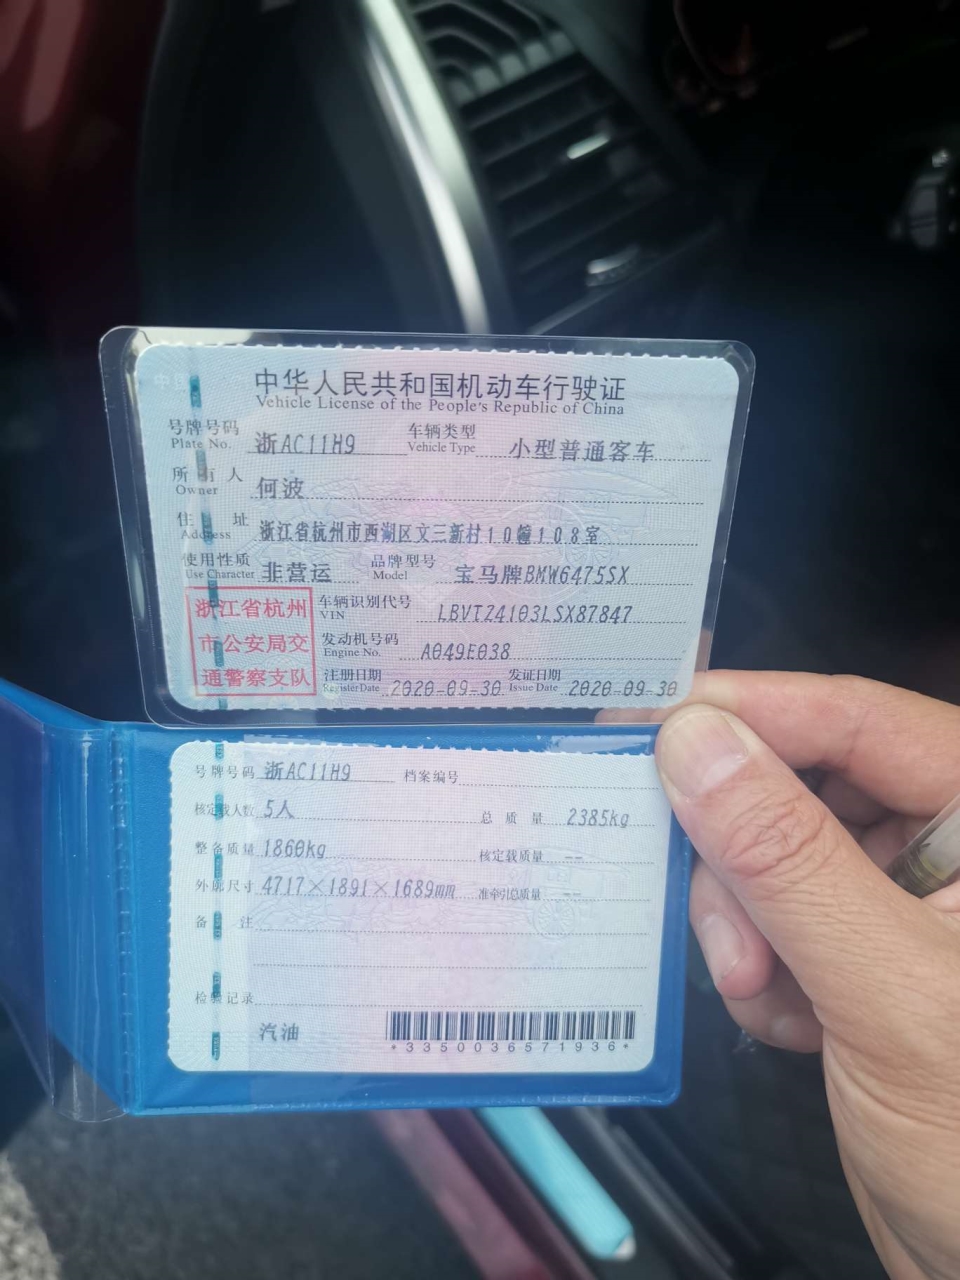 中华人民共和国机动车行驶证
Vehicle License of the People's Republic of China
号牌号码 浙AC11H9 车辆类型 小型普通客车
Plate No. Vehicle Type
所有人 何波
Owner
住 址 浙江省杭州市西湖区文三新村10幢108室
Address
使用性质 非营运 品牌型号 宝马牌BMW6475SX
Use Character Model
浙江省杭州 车辆识别代号 LBVTZ4103LSX87847
VIN
市公安局交 发动机号码 A049E038
Engine No.
通警察支队 注册日期 2020-09-30 发证日期 2020-09-30
Register Date Issue Date
号牌号码 浙AC11H9 档案编号
核定载人数 5人 总质量 2385kg
整备质量 1860kg 核定载质量 --
外廓尺寸 4717×1891×1689mm 准牵引总质量 --
备 注
检验记录
汽油
*3350036571936*